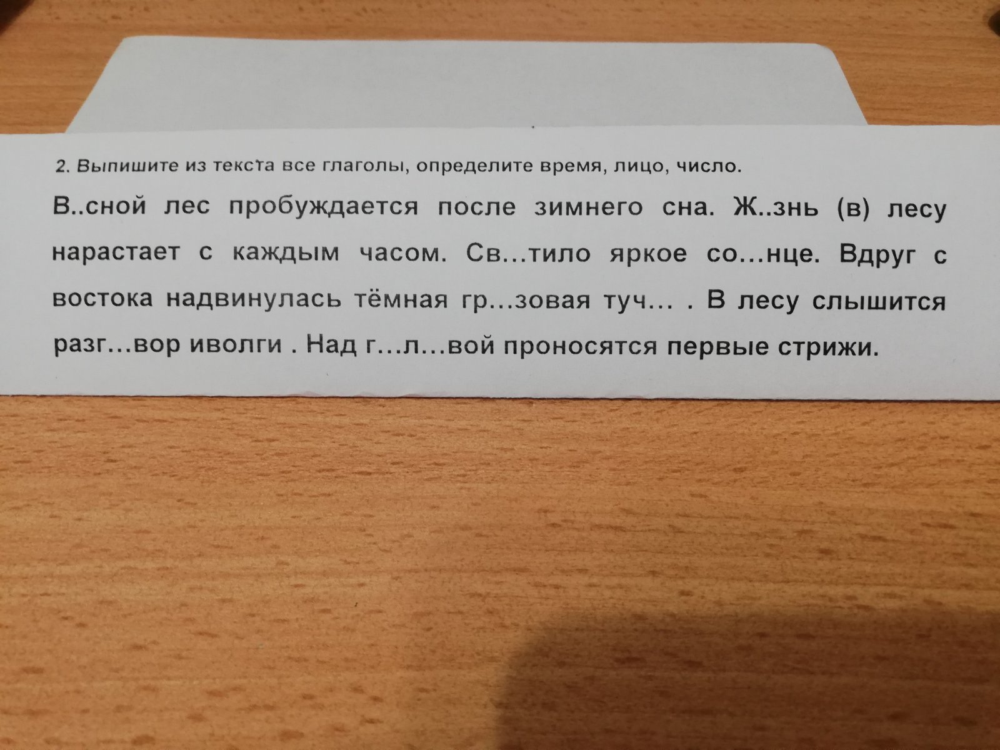 2. Выпишите из текста все глаголы, определите время, лицо, число.
В..сной лес пробуждается после зимнего сна. Ж..знь (в) лесу
нарастает с каждым часом. Св...тило яркое со...нце. Вдруг с
востока надвинулась тёмная гр...зовая туч... . В лесу слышится
разг...вор иволги . Над г...л...вой проносятся первые стрижи.